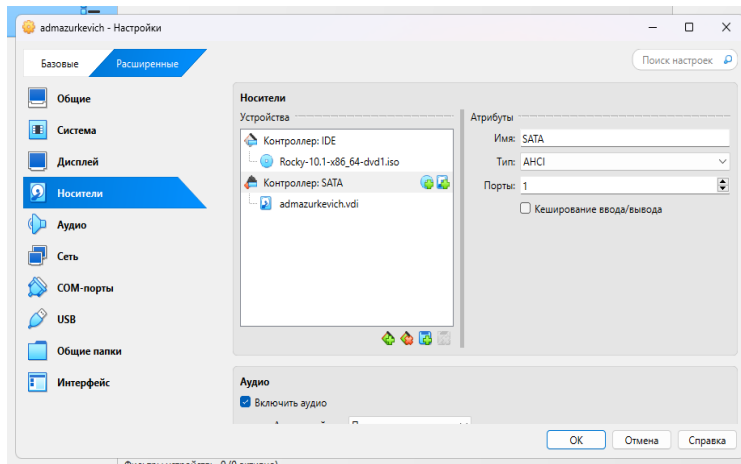 admazurkevich - Настройки
Базовые
Расширенные
Поиск настроек
Общие
Система
Дисплей
Носители
Аудио
Сеть
COM-порты
USB
Общие папки
Интерфейс
Носители
Устройства
Контроллер: IDE
Rocky-10.1-x86_64-dvd1.iso
Контроллер: SATA
admazurkevich.vdi
Атрибуты
Имя: SATA
Тип: AHCI
Порты: 1
Кеширование ввода/вывода
Аудио
Включить аудио
OK
Отмена
Справка